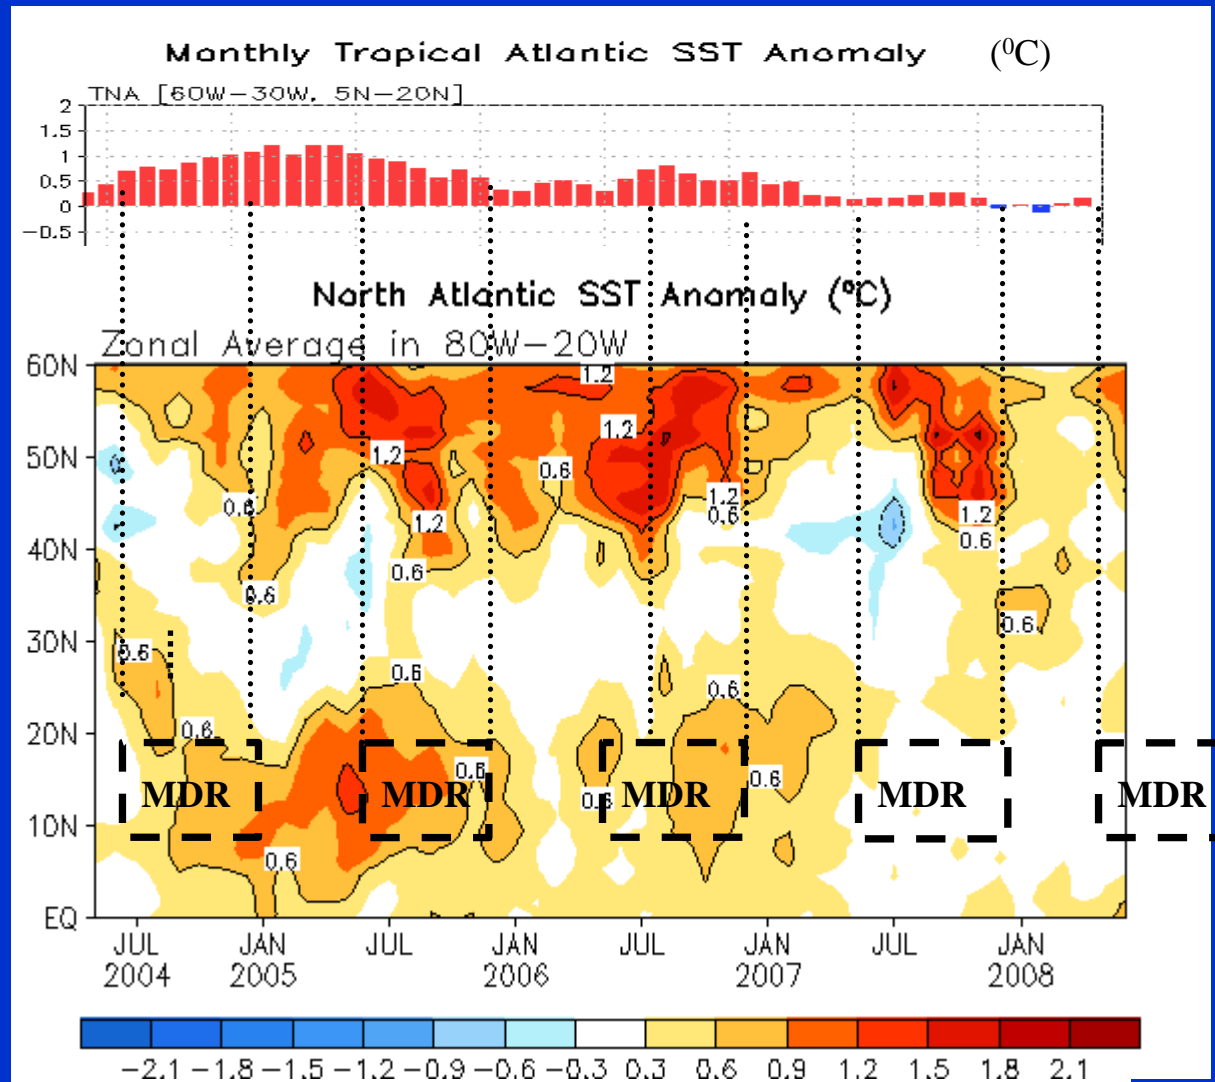 Monthly Tropical Atlantic SST Anomaly (⁰C)
TNA [60W−30W, 5N−20N]
2
1.5
1
0.5
0
−0.5
North Atlantic SST Anomaly (°C)
Zonal Average in 80W−20W
60N
1.2
1.2
1.2
50N
0.6
1.2
0.6
0.6
1.2
1.2
0.6
40N
0.6
0.6
0.6
30N
0.6
0.6
0.6
0.6
20N
0.6
0.6
0.6
0.6
MDR MDR MDR MDR MDR
10N
0.6
EQ
JUL JAN JUL JAN JUL JAN JUL JAN
2004 2005 2006 2007 2008
−2.1 −1.8 −1.5 −1.2 −0.9 −0.6 −0.3 0.3 0.6 0.9 1.2 1.5 1.8 2.1